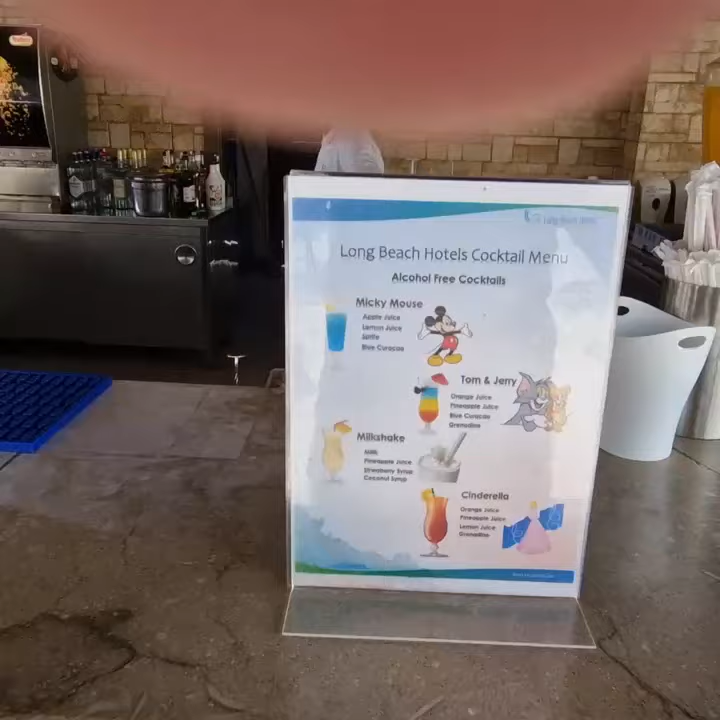 Long Beach Hotels Cocktail Menu
Alcohol Free Cocktails
Micky Mouse
Apple Juice
Lemon Juice
Sprite
Blue Curacao
Tom & Jerry
Orange Juice
Pineapple Juice
Blue Curacao
Grenadine
Milkshake
Milk
Pineapple Juice
Strawberry Syrup
Coconut Syrup
Cinderella
Orange Juice
Pineapple Juice
Lemon Juice
Grenadine